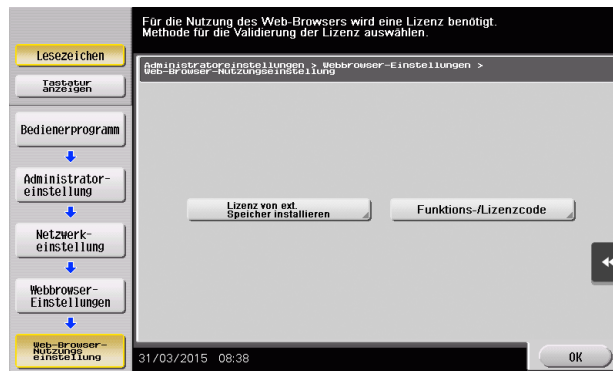 Für die Nutzung des Web-Browsers wird eine Lizenz benötigt.
Methode für die Validierung der Lizenz auswählen.
Lesezeichen
Tastatur
anzeigen
Administratoreinstellungen > Webbrowser-Einstellungen >
Web-Browser-Nutzungseinstellung
Bedienerprogramm
Administrator-
einstellung
Netzwerk-
einstellung
Webbrowser-
Einstellungen
Web-Browser-
Nutzungs
einstellung
Lizenz von ext.
Speicher installieren
Funktions-/Lizenzcode
31/03/2015 08:38
OK